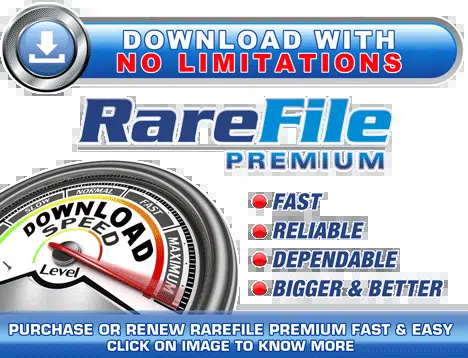 DOWNLOAD WITH
NO LIMITATIONS
RareFile
PREMIUM
SLOW
NORMAL
FAST
MAXIMUM
DOWNLOAD
SPEED
Level
FAST
RELIABLE
DEPENDABLE
BIGGER & BETTER
PURCHASE OR RENEW RAREFILE PREMIUM FAST & EASY
CLICK ON IMAGE TO KNOW MORE